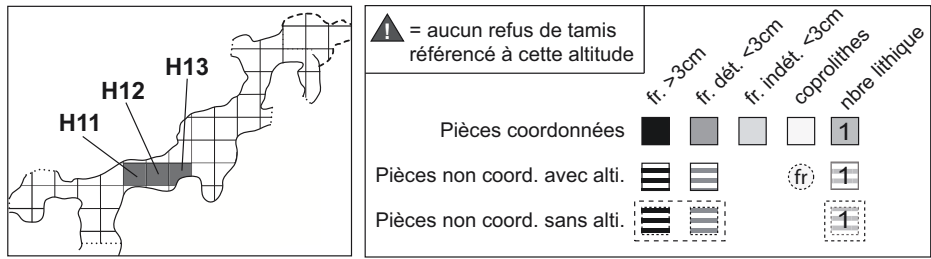 H13
H12
H11
! = aucun refus de tamis
référencé à cette altitude
fr. >3cm
fr. dét. <3cm
fr. indét. <3cm
coprolithes
nbre lithique
Pièces coordonnées 1
Pièces non coord. avec alti. fr 1
Pièces non coord. sans alti. 1